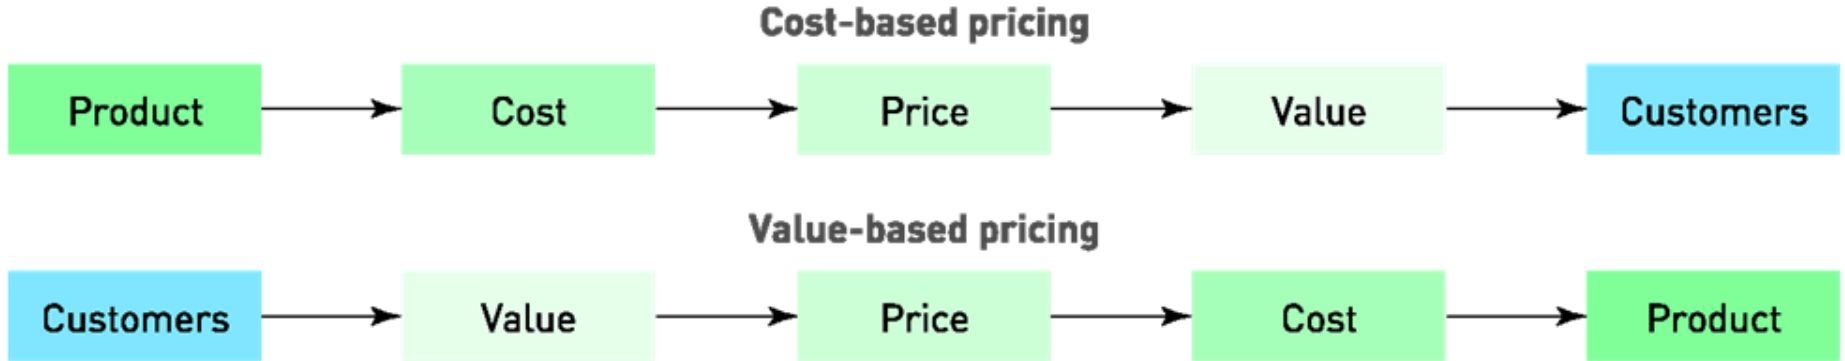 Cost-based pricing
Product Cost Price Value Customers
Value-based pricing
Customers Value Price Cost Product